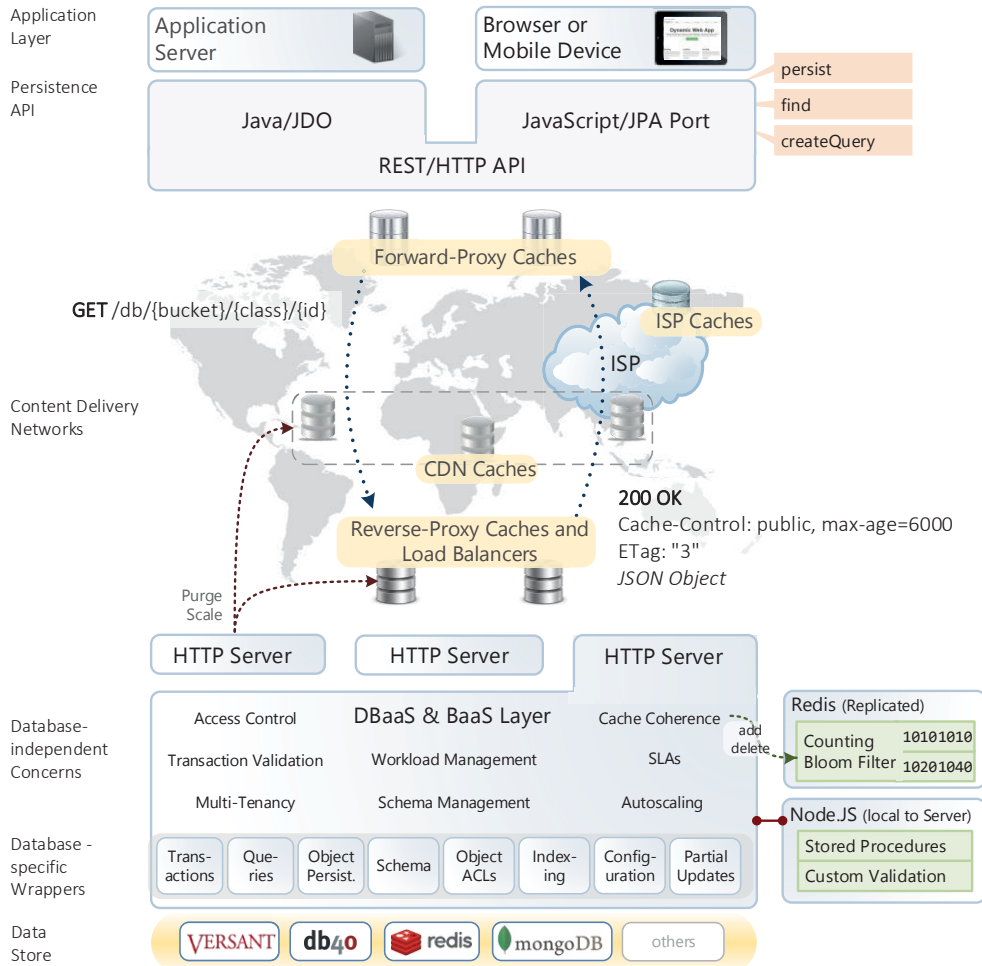 Application
Layer
Application
Server
Browser or
Mobile Device
Dynamic Web App
Persistence
API
Java/JDO
JavaScript/JPA Port
REST/HTTP API
persist
find
createQuery
Forward-Proxy Caches
GET /db/{bucket}/{class}/{id}
ISP Caches
ISP
Content Delivery
Networks
CDN Caches
200 OK
Cache-Control: public, max-age=6000
ETag: "3"
JSON Object
Reverse-Proxy Caches and
Load Balancers
Purge
Scale
HTTP Server
HTTP Server
HTTP Server
Database-
independent
Concerns
Access Control
DBaaS & BaaS Layer
Cache Coherence
Transaction Validation
Workload Management
SLAs
Multi-Tenancy
Schema Management
Autoscaling
add
delete
Redis (Replicated)
Counting
Bloom Filter
10101010
10201040
Node.JS (local to Server)
Stored Procedures
Custom Validation
Database -
specific
Wrappers
Trans-
actions
Que-
ries
Object
Persist.
Schema
Object
ACLs
Index-
ing
Config-
uration
Partial
Updates
Data
Store
VERSANT
db4o
redis
mongoDB
others